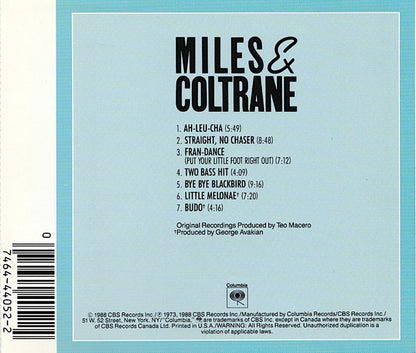 MILES &
COLTRANE
1. AH-LEU-CHA (5:49)
2. STRAIGHT, NO CHASER (8:48)
3. FRAN-DANCE
(PUT YOUR LITTLE FOOT RIGHT OUT) (7:12)
4. TWO BASS HIT (4:09)
5. BYE BYE BLACKBIRD (9:16)
6. LITTLE MELONAE† (7:20)
7. BUDO† (4:16)
Original Recordings Produced by Teo Macero
†Produced by George Avakian
Columbia
© 1988 CBS Records Inc./℗ 1973, 1988 CBS Records Inc./Manufactured by Columbia Records/CBS Records Inc./
51 W. 52 Street, New York, NY/"Columbia," are trademarks of CBS Inc. except in Canada where they are trademarks
of CBS Records Canada Ltd. Printed in U.S.A./WARNING: All Rights Reserved. Unauthorized duplication is a
violation of applicable laws.
0
7464-44052-2